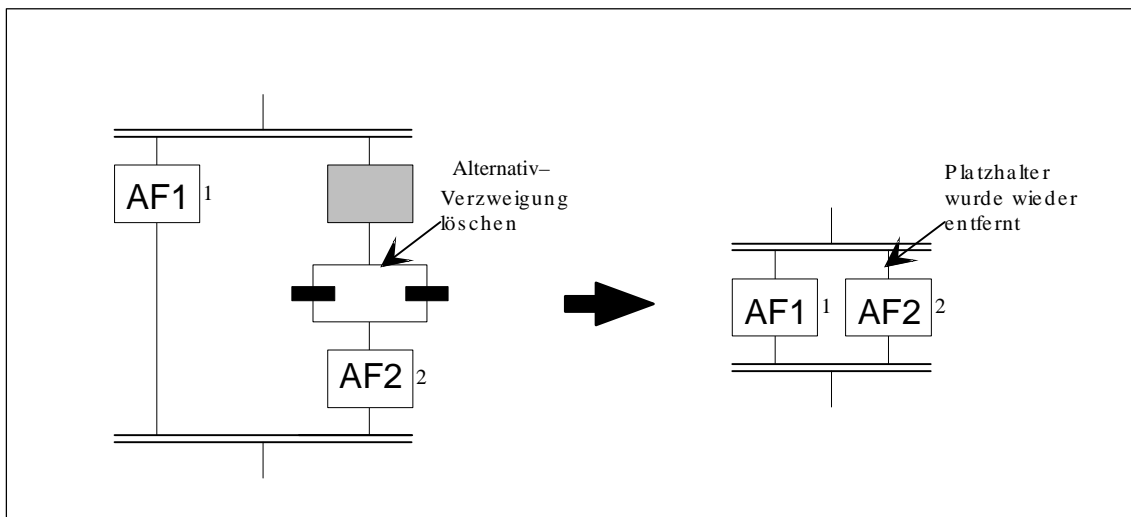 AF1 1
Alternativ–
Verzweigung
löschen
AF2 2
Platzhalter
wurde wieder
entfernt
AF1 1
AF2 2